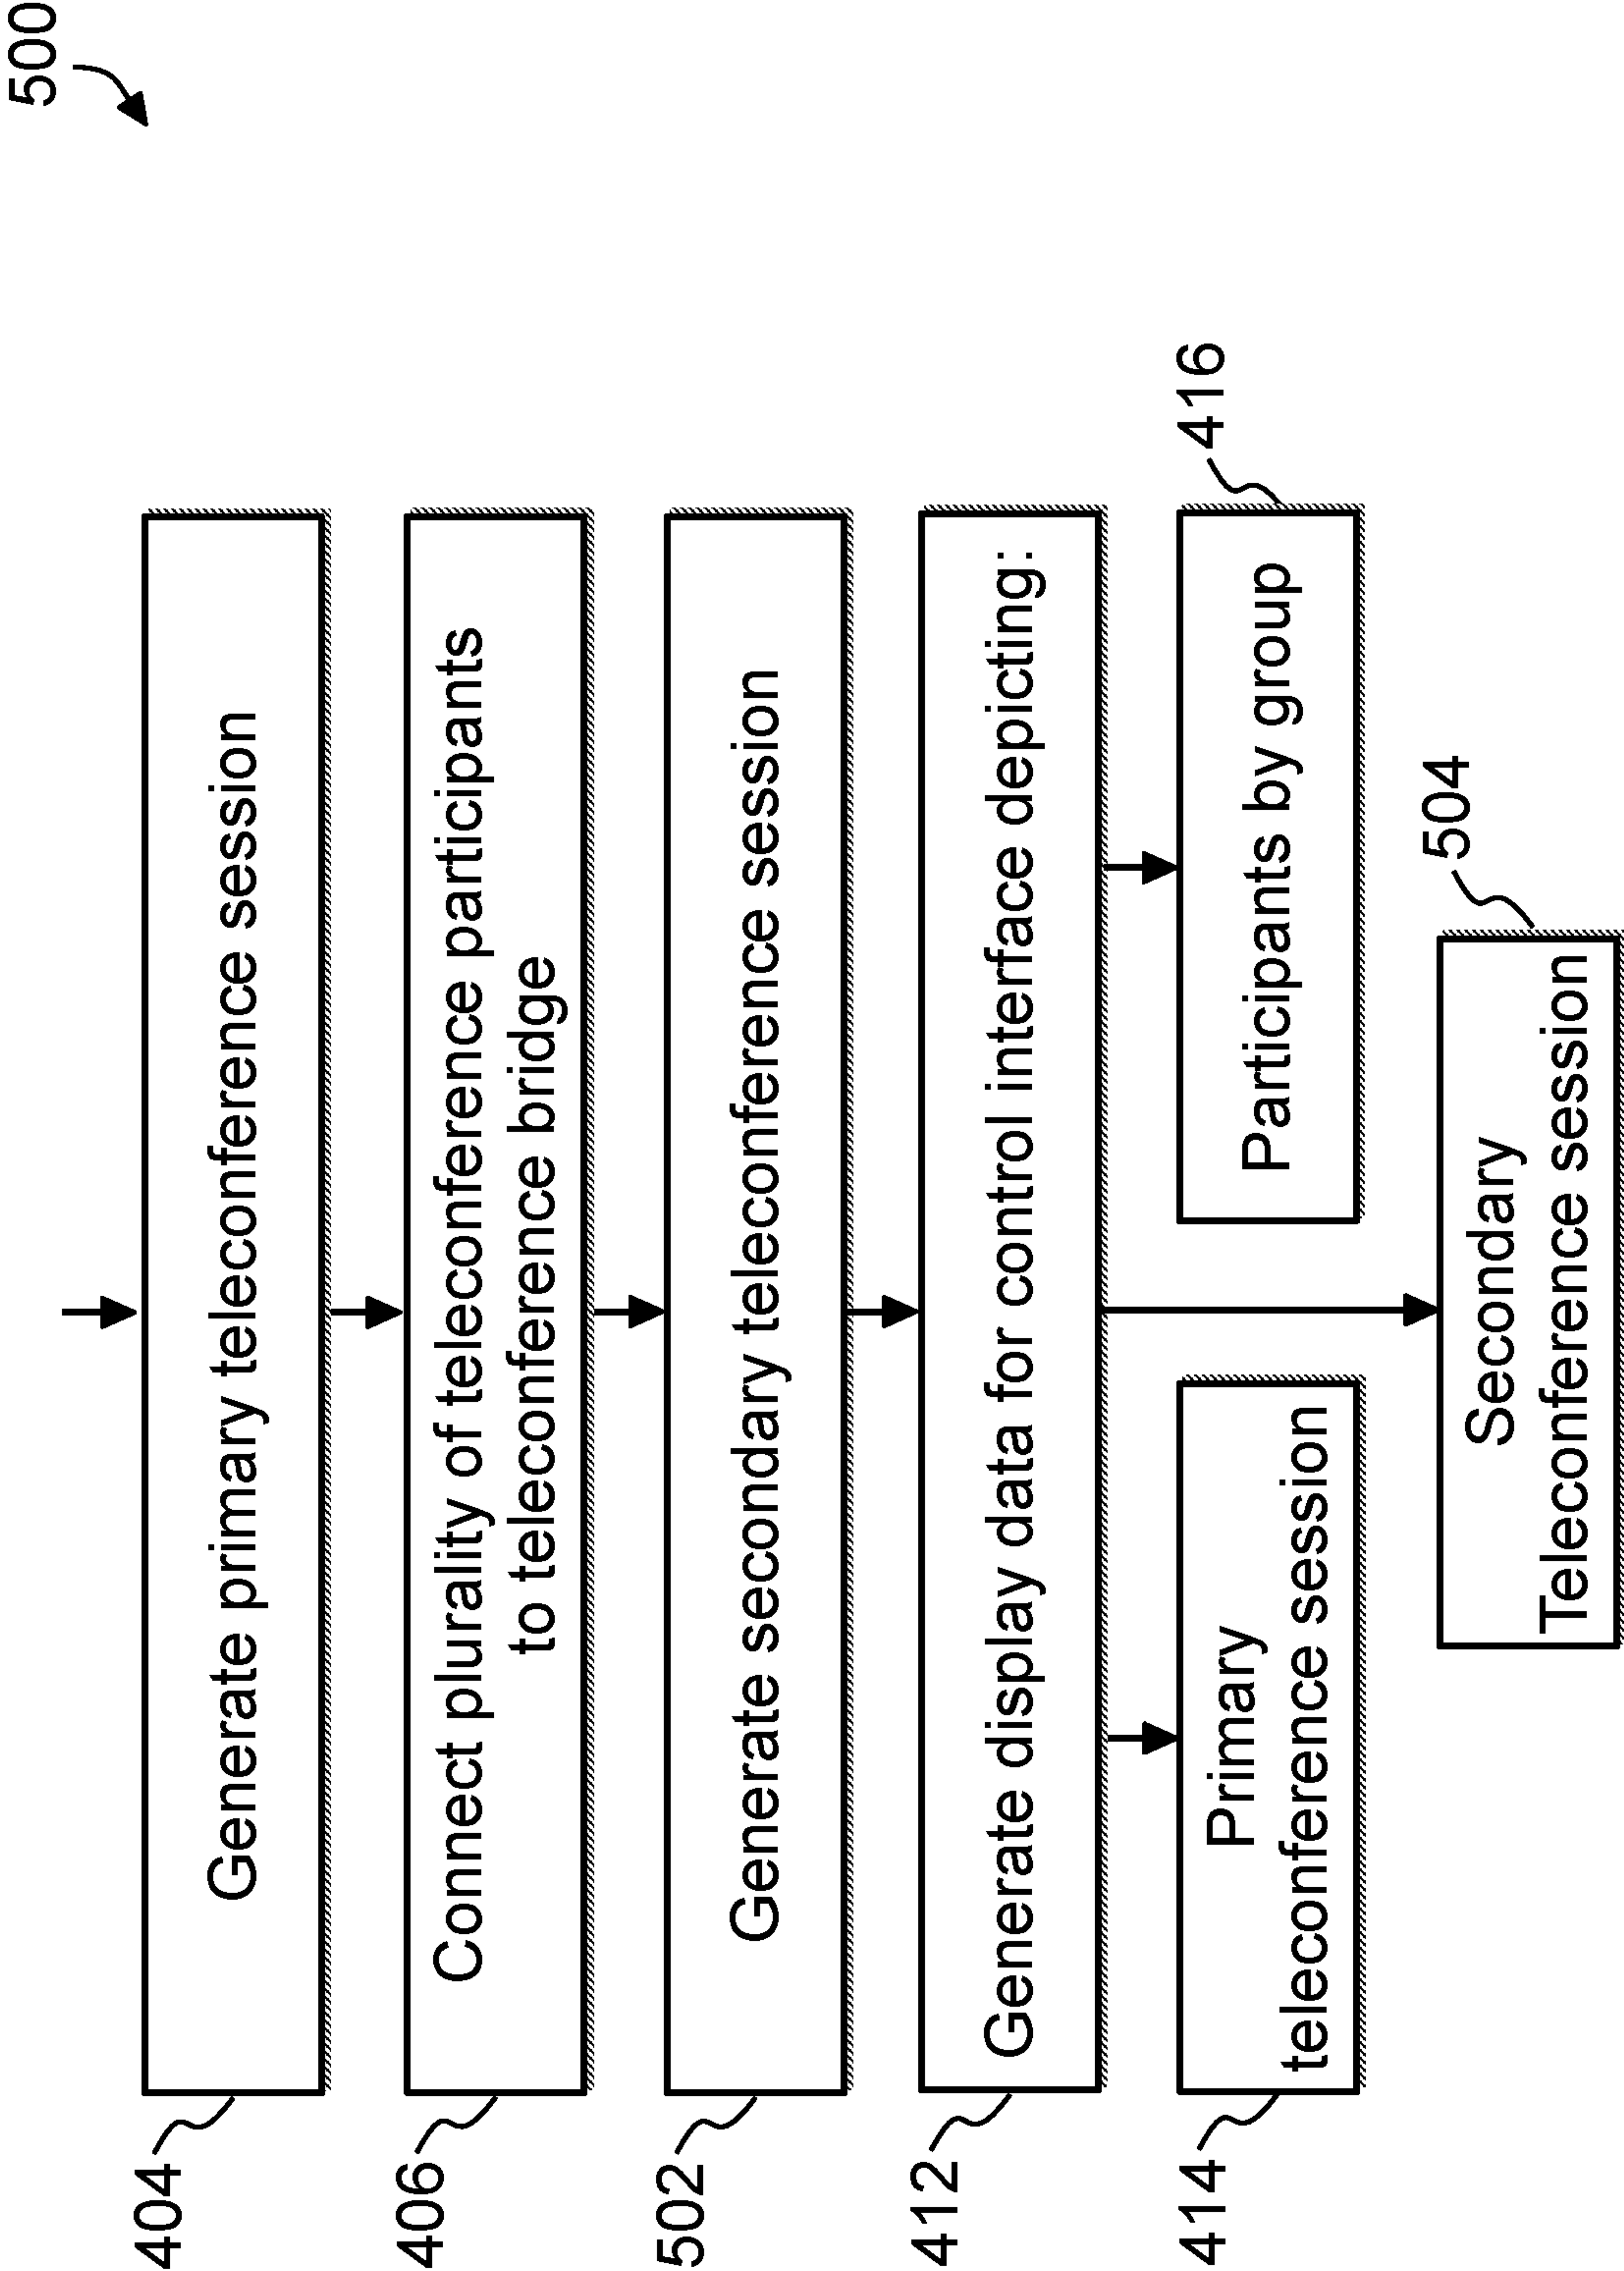 500
404
Generate primary teleconference session
406
Connect plurality of teleconference participants
to teleconference bridge
502
Generate secondary teleconference session
412
Generate display data for control interface depicting:
414
Primary
teleconference session
416
Participants by group
504
Secondary
Teleconference session